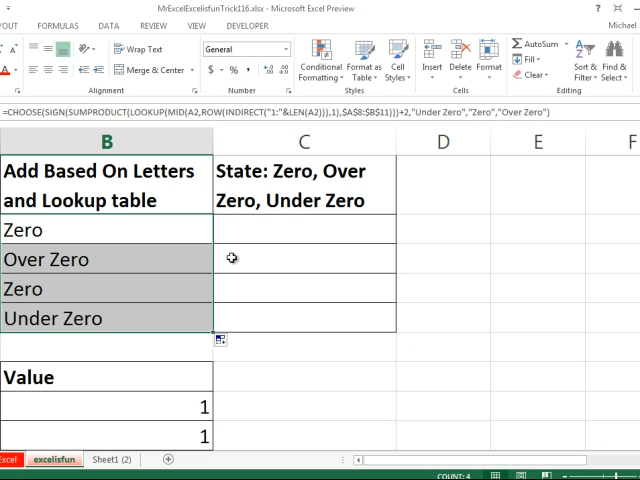 MrExcelExcelisfunTrick116.xlsx - Excel Preview
OUT FORMULAS DATA REVIEW VIEW DEVELOPER Michael
Wrap Text General AutoSum
Fill
Merge & Center $ % , Conditional Formatting Format as Table Cell Styles Insert Delete Format Clear Sort & Filter Find & Select
Alignment Number Styles Cells Editing
=CHOOSE(SIGN(SUMPRODUCT(LOOKUP(MID(A2,ROW(INDIRECT("1:"&LEN(A2))),1),$A$8:$B$11)))+2,"Under Zero","Zero","Over Zero")
B C D E F
Add Based On Letters State: Zero, Over
and Lookup table Zero, Under Zero
Zero
Over Zero
Zero
Under Zero
Value
1
1
Excel excelisfun Sheet1 (2)
COUNT: 4